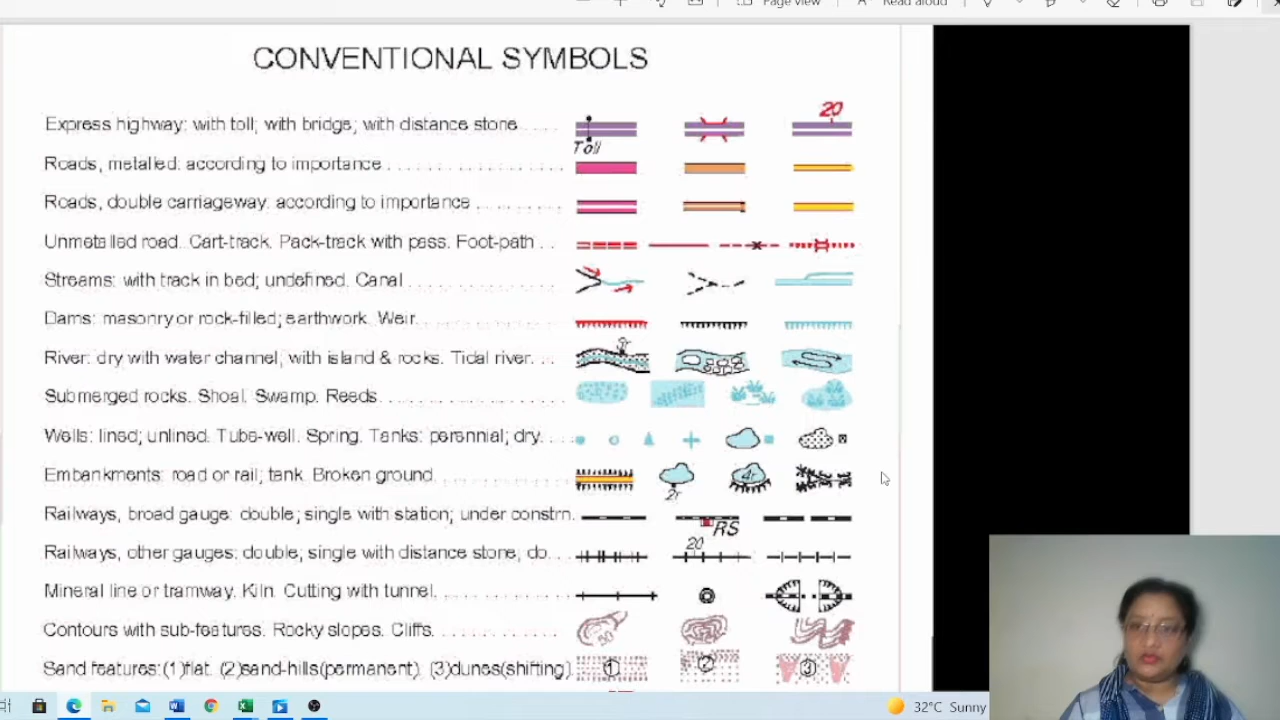 Page view
Read aloud
CONVENTIONAL SYMBOLS
Express highway: with toll; with bridge; with distance stone
20
Toll
Roads, metalled: according to importance
Roads, double carriageway: according to importance
Unmetalled road. Cart-track. Pack-track with pass. Foot-path
Streams: with track in bed; undefined. Canal
Dams: masonry or rock-filled; earthwork. Weir.
River: dry with water channel; with island & rocks. Tidal river.
Submerged rocks. Shoal. Swamp. Reeds.
Wells: lined; unlined. Tube-well. Spring. Tanks: perennial; dry.
Embankments: road or rail; tank. Broken ground.
2r
4r
Railways, broad gauge: double; single with station; under constrn.
RS
Railways, other gauges: double; single with distance stone; do.
20
Mineral line or tramway. Kiln. Cutting with tunnel.
Contours with sub-features. Rocky slopes. Cliffs.
Sand features:(1)flat. (2)sand-hills(permanent). (3)dunes(shifting)
1 2 3
32°C Sunny